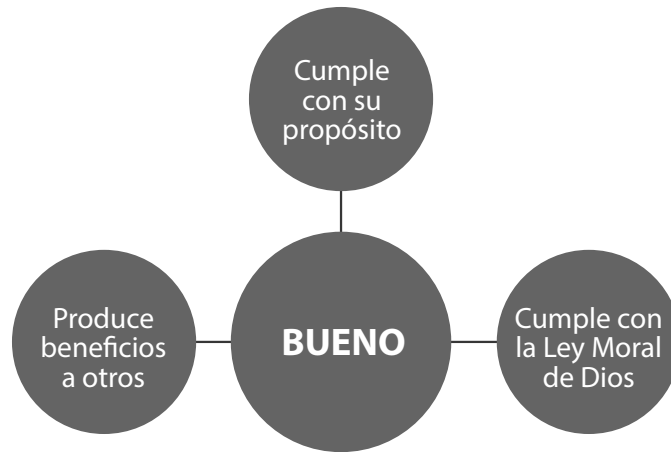 Cumple
con su
propósito
Produce
beneficios
a otros
BUENO
Cumple con
la Ley Moral
de Dios